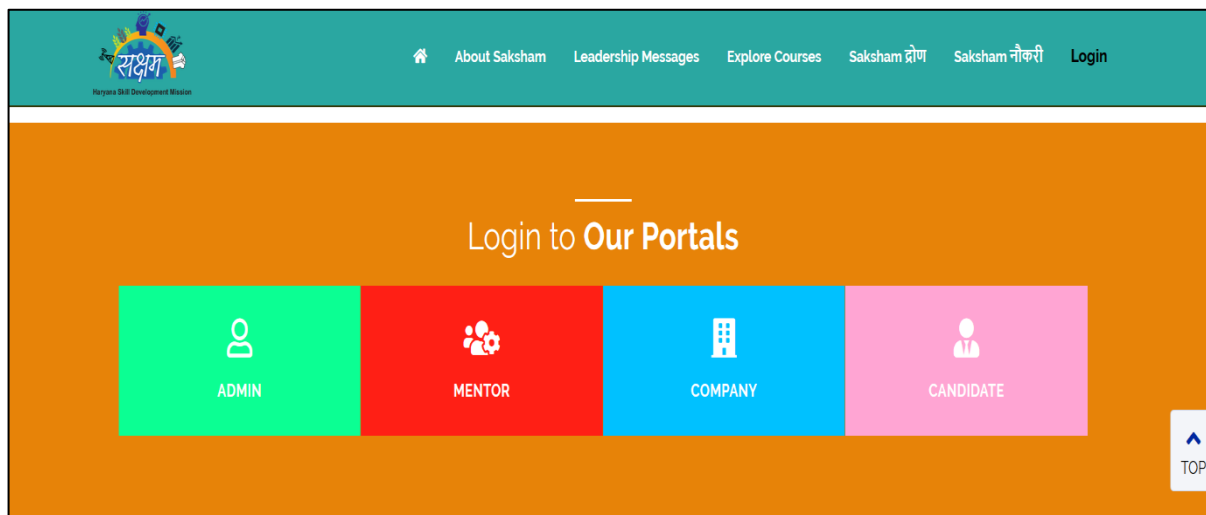 सक्षम
Haryana Skill Development Mission
About Saksham Leadership Messages Explore Courses Saksham द्रोण Saksham नौकरी Login
Login to Our Portals
ADMIN MENTOR COMPANY CANDIDATE
TOP